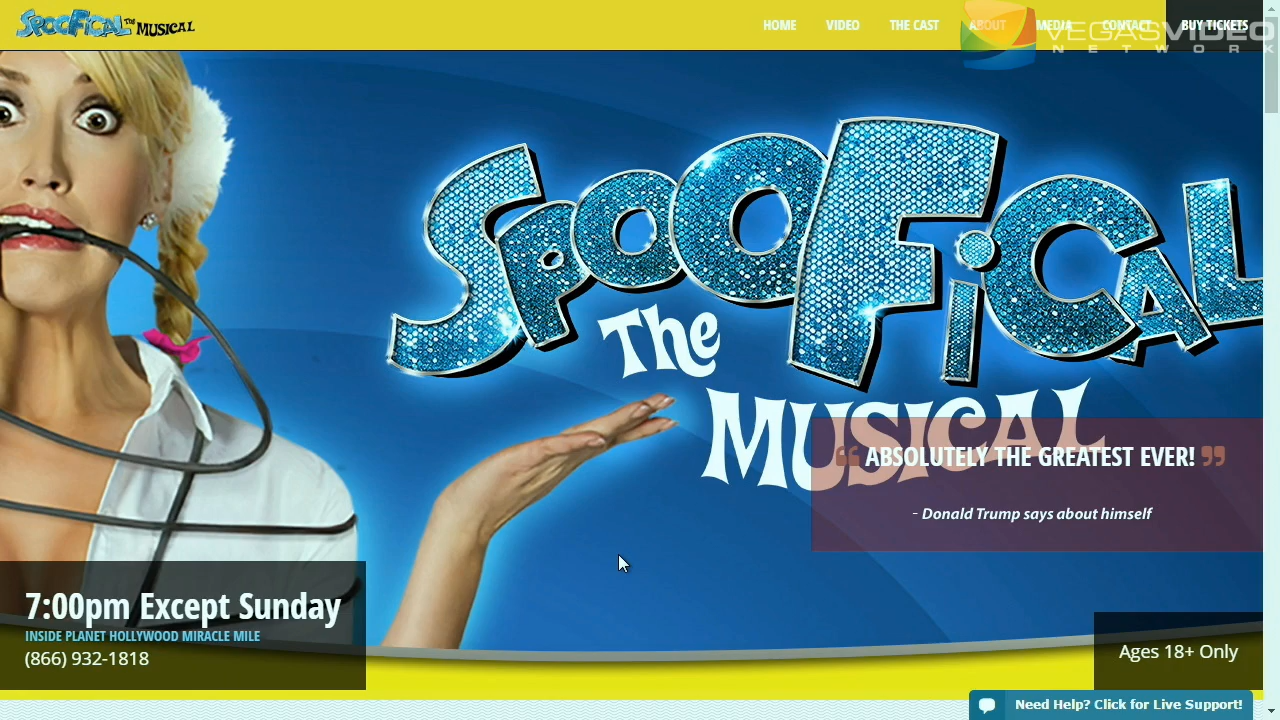 SPOOFICAL THE MUSICAL
HOME VIDEO THE CAST ABOUT MEDIA CONTACT BUY TICKETS
VEGASVIDEO
NETWORK
SPOOFICAL
The
MUSICAL
“ ABSOLUTELY THE GREATEST EVER! ”
- Donald Trump says about himself
7:00pm Except Sunday
INSIDE PLANET HOLLYWOOD MIRACLE MILE
(866) 932-1818
Ages 18+ Only
Need Help? Click for Live Support!